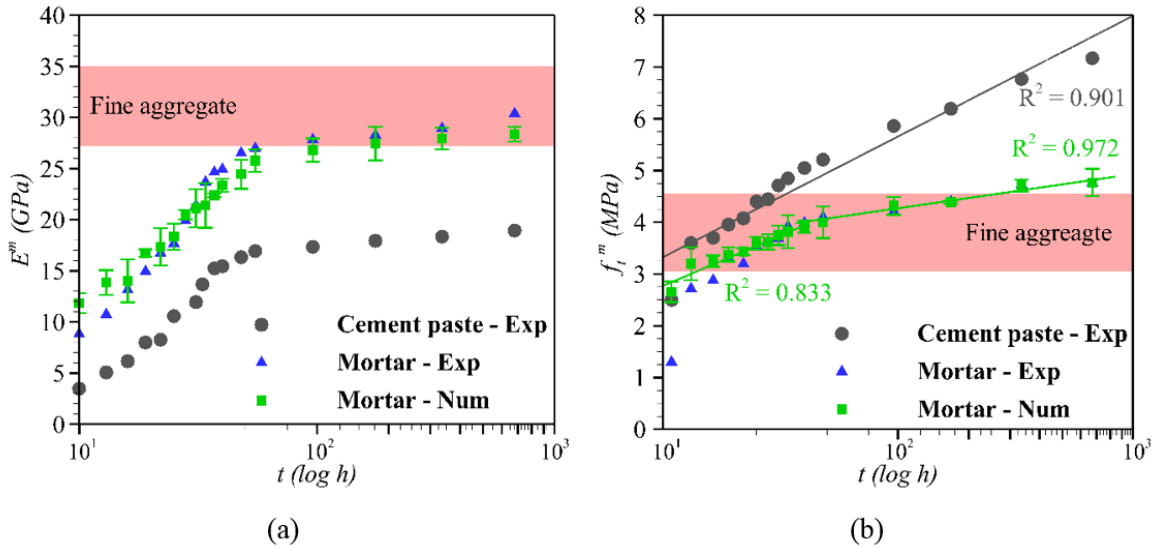 40
35
30
25
20
15
10
5
0
E^m (GPa)
Fine aggregate
Cement paste - Exp
Mortar - Exp
Mortar - Num
10^1
10^2
10^3
t (log h)
(a)
8
7
6
5
4
3
2
1
0
f_t^m (MPa)
R^2 = 0.901
R^2 = 0.972
Fine aggreagte
R^2 = 0.833
Cement paste - Exp
Mortar - Exp
Mortar - Num
10^1
10^2
10^3
t (log h)
(b)